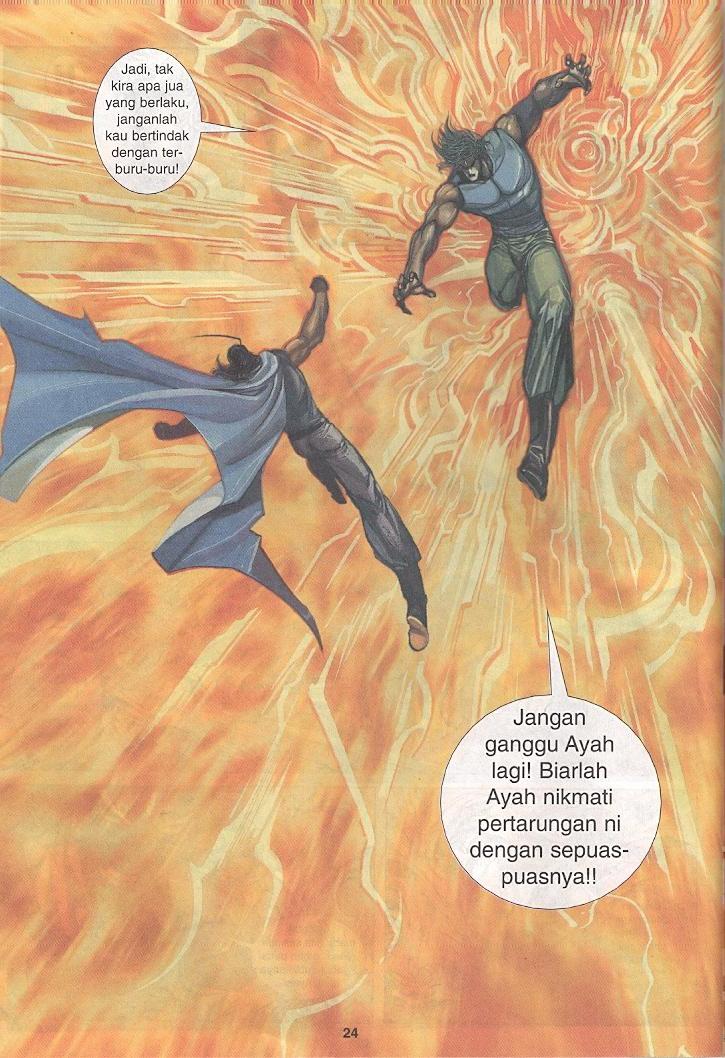 Jadi, tak
kira apa jua
yang berlaku,
janganlah
kau bertindak
dengan ter-
buru-buru!
Jangan
ganggu Ayah
lagi! Biarlah
Ayah nikmati
pertarungan ni
dengan sepuas-
puasnya!!
24